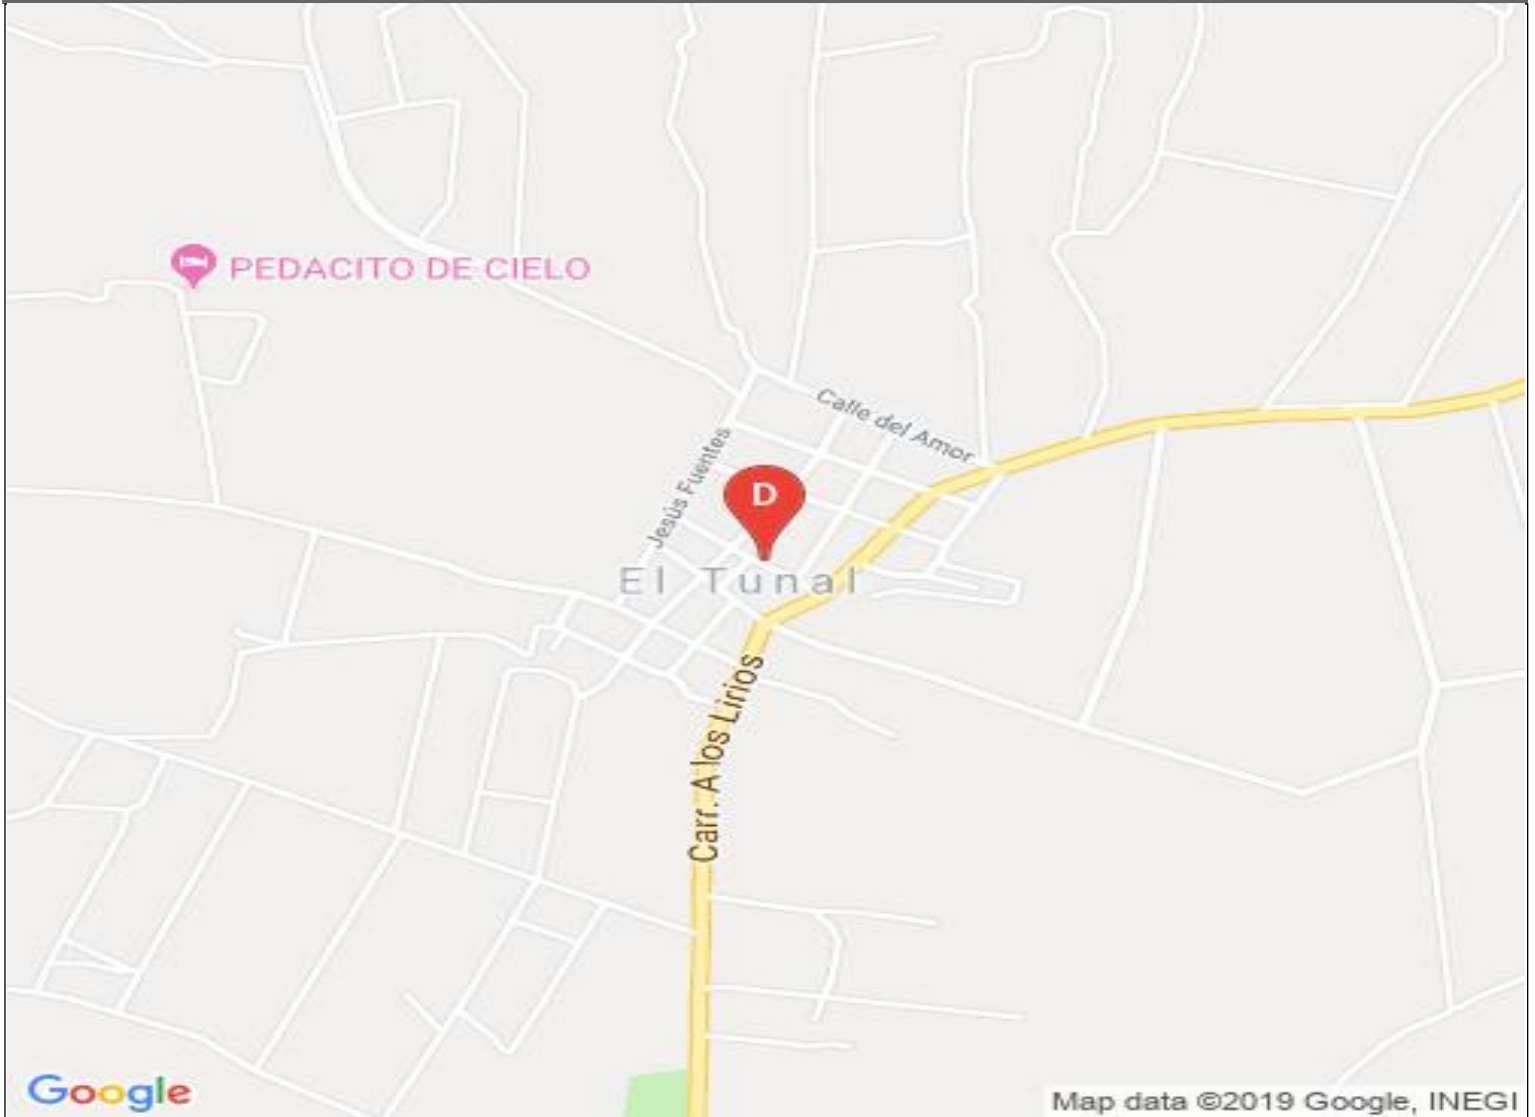 PEDACITO DE CIELO
Calle del Amor
Jesús Fuentes
D
El Tunal
Carr. A los Lirios
Google
Map data ©2019 Google, INEGI